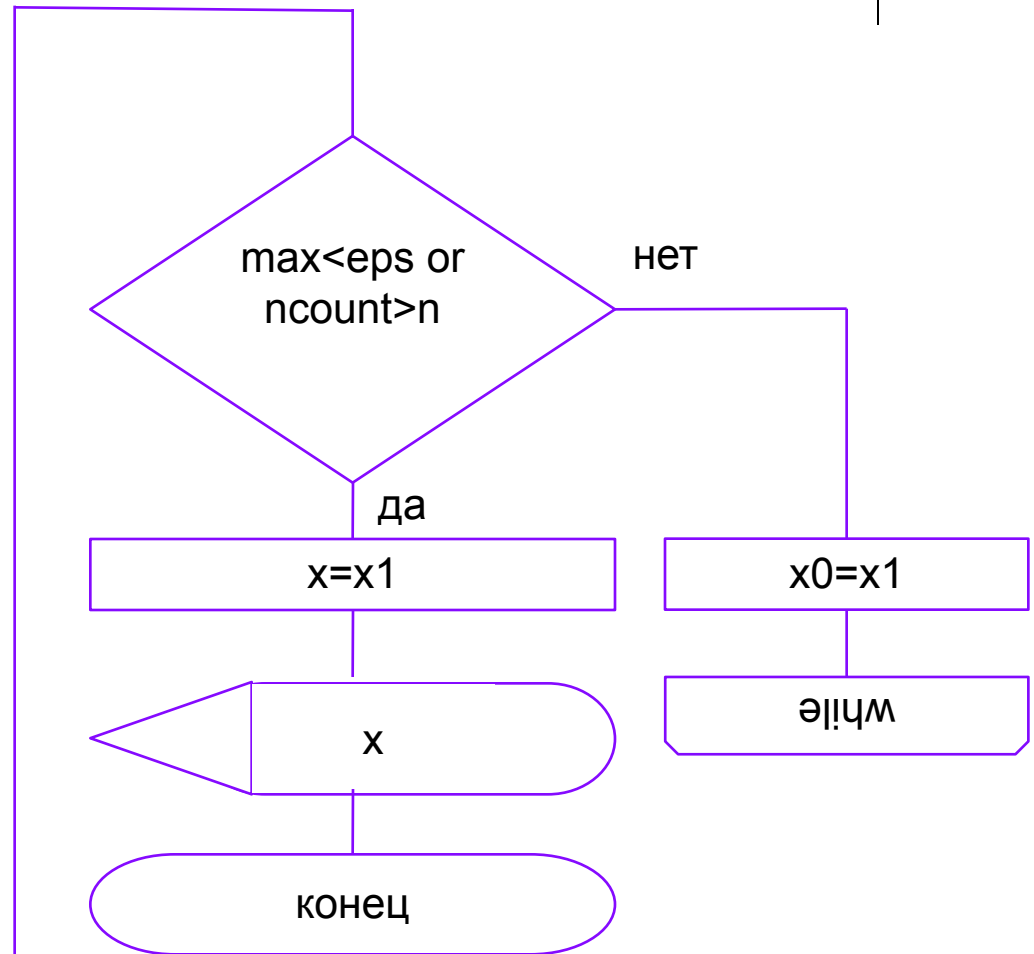 max<eps or
ncount>n
нет
да
x=x1
x0=x1
x
while
конец